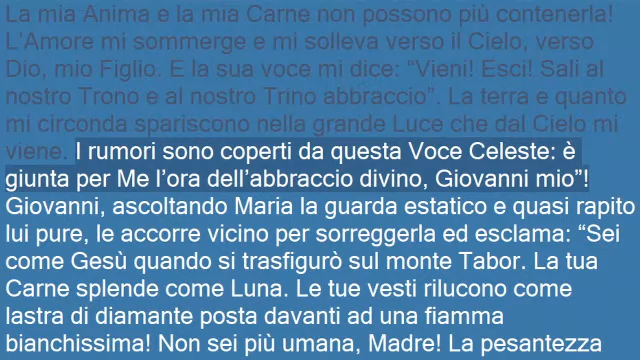 La mia Anima e la mia Carne non possono più contenerla!
L'Amore mi sommerge e mi solleva verso il Cielo, verso
Dio, mio Figlio. E la sua voce mi dice: “Vieni! Esci! Sali al
nostro Trono e al nostro Trino abbraccio”. La terra e quanto
mi circonda spariscono nella grande Luce che dal Cielo mi
viene. I rumori sono coperti da questa Voce Celeste: è
giunta per Me l'ora dell'abbraccio divino, Giovanni mio”!
Giovanni, ascoltando Maria la guarda estatico e quasi rapito
lui pure, le accorre vicino per sorreggerla ed esclama: “Sei
come Gesù quando si trasfigurò sul monte Tabor. La tua
Carne splende come Luna. Le tue vesti rilucono come
lastra di diamante posta davanti ad una fiamma
bianchissima! Non sei più umana, Madre! La pesantezza